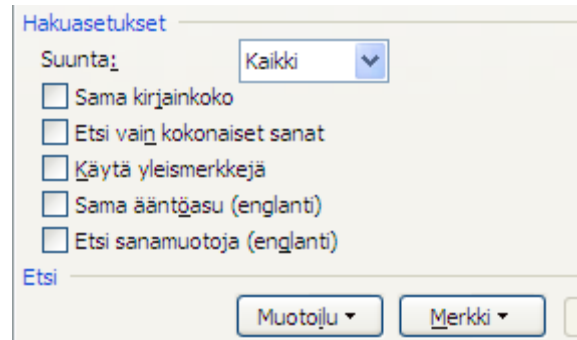 Hakuasetukset
Suunta: Kaikki
Sama kirjainkoko
Etsi vain kokonaiset sanat
Käytä yleismerkkejä
Sama ääntöasu (englanti)
Etsi sanamuotoja (englanti)
Etsi
Muotoilu Merkki